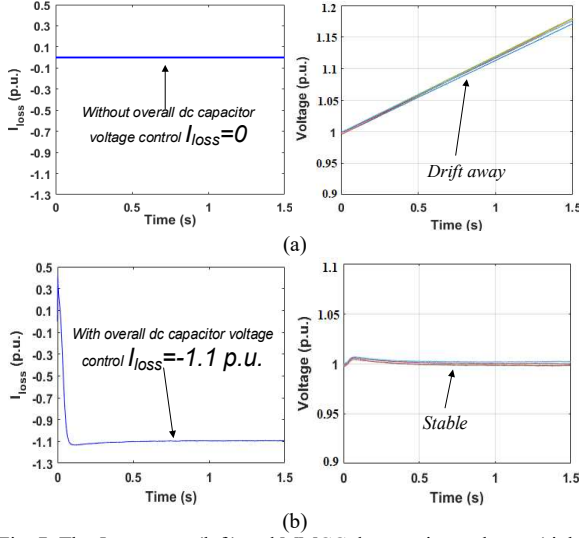 0.5
0.3
0.1
-0.1
-0.3
-0.5
-0.7
-0.9
-1.1
-1.3
I_loss (p.u.)
Without overall dc capacitor
voltage control I_loss=0
0 0.5 1 1.5
Time (s)
1.2
1.15
1.1
1.05
1
0.95
0.9
Voltage (p.u.)
Drift away
0 0.5 1 1.5
Time (s)
(a)
0.5
0.3
0.1
-0.1
-0.3
-0.5
-0.7
-0.9
-1.1
-1.3
I_loss (p.u.)
With overall dc capacitor voltage
control I_loss=-1.1 p.u.
0 0.5 1 1.5
Time (s)
1.1
1.05
1
0.95
0.9
Voltage (p.u.)
Stable
0 0.5 1 1.5
Time (s)
(b)